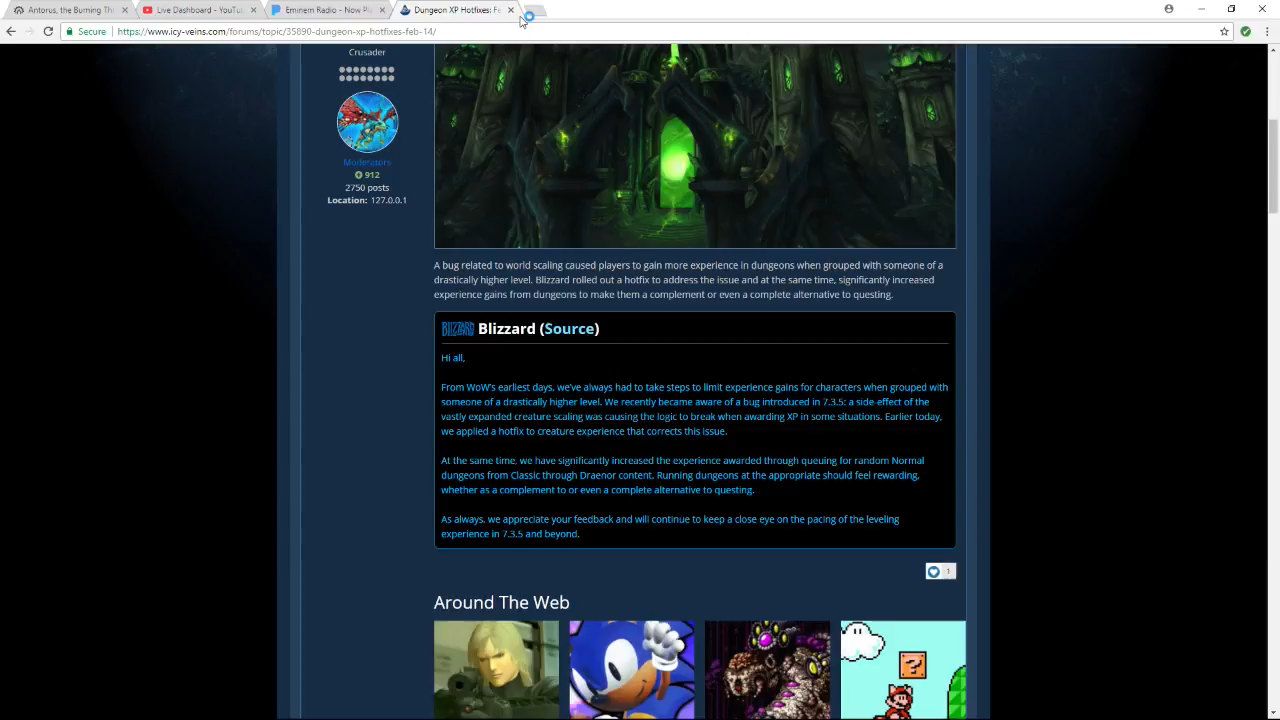 Antorus, the Burning Th
Live Dashboard - YouTu
Eminem Radio - Now Pl
Dungeon XP Hotfixes: Fe
Secure
https://www.icy-veins.com/forums/topic/35890-dungeon-xp-hotfixes-feb-14/
Crusader
Moderators
912
2750 posts
Location: 127.0.0.1
A bug related to world scaling caused players to gain more experience in dungeons when grouped with someone of a
drastically higher level. Blizzard rolled out a hotfix to address the issue and at the same time, significantly increased
experience gains from dungeons to make them a complement or even a complete alternative to questing.
BLIZZARD Blizzard (Source)
Hi all,
From WoW's earliest days, we've always had to take steps to limit experience gains for characters when grouped with
someone of a drastically higher level. We recently became aware of a bug introduced in 7.3.5: a side-effect of the
vastly expanded creature scaling was causing the logic to break when awarding XP in some situations. Earlier today,
we applied a hotfix to creature experience that corrects this issue.
At the same time, we have significantly increased the experience awarded through queuing for random Normal
dungeons from Classic through Draenor content. Running dungeons at the appropriate should feel rewarding,
whether as a complement to or even a complete alternative to questing.
As always, we appreciate your feedback and will continue to keep a close eye on the pacing of the leveling
experience in 7.3.5 and beyond.
1
Around The Web
?